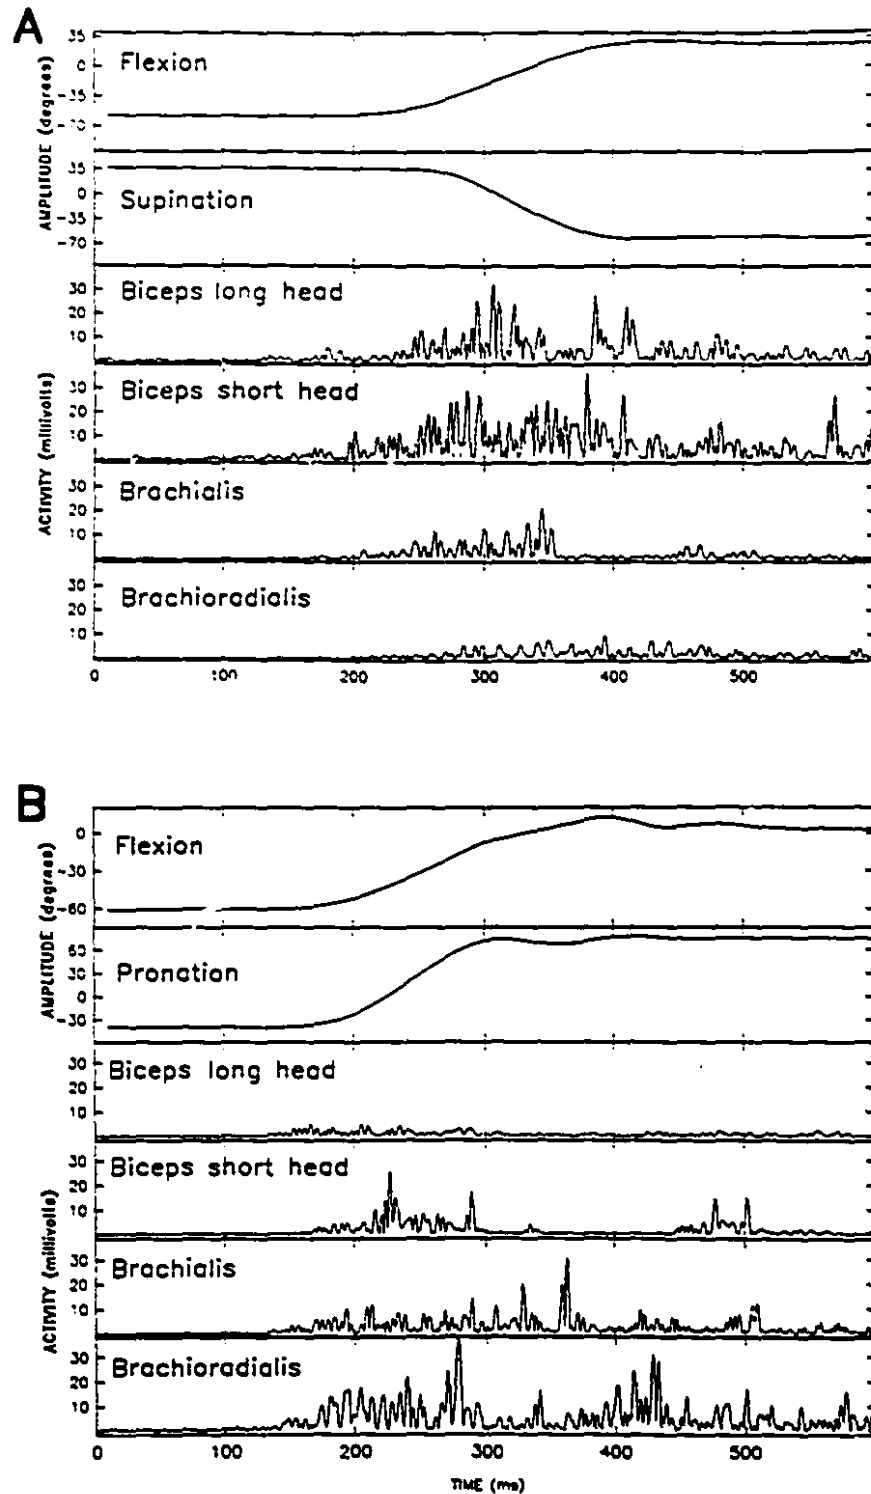 A
AMPLITUDE (degrees)
35
0
-35
-70
Flexion
35
0
-35
-70
Supination
ACTIVITY (millivolts)
30
20
10
Biceps long head
30
20
10
Biceps short head
30
20
10
Brachialis
30
20
10
Brachioradialis
0 100 200 300 400 500
B
AMPLITUDE (degrees)
0
-30
-60
Flexion
AMPLITUDE (degrees)
30
0
-30
Pronation
ACTIVITY (millivolts)
30
20
10
Biceps long head
30
20
10
Biceps short head
30
20
10
Brachialis
30
20
10
Brachioradialis
0 100 200 300 400 500
TIME (ms)